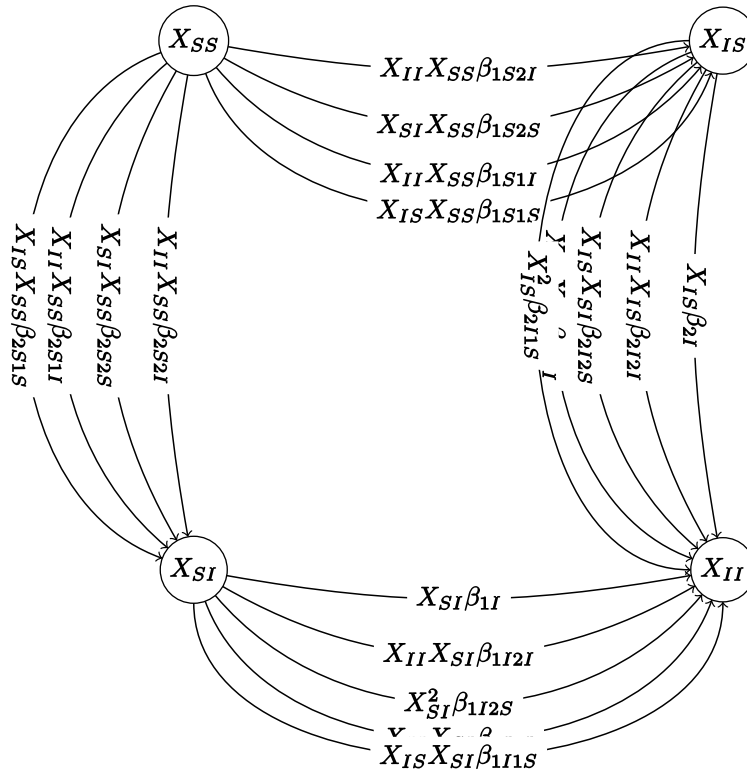 X_{SS}
X_{IS}
X_{II}X_{SS}β_{1S2I}
X_{SI}X_{SS}β_{1S2S}
X_{II}X_{SS}β_{1S1I}
X_{IS}X_{SS}β_{1S1S}
X_{IS}X_{SS}β_{2S1S}
X_{II}X_{SS}β_{2S1I}
X_{SI}X_{SS}β_{2S2S}
X_{II}X_{SS}β_{2S2I}
X_{IS}^2β_{2I1S}
X_{IS}X_{SI}β_{2I2S}
X_{II}X_{IS}β_{2I2I}
X_{IS}β_{2I}
X_{SI}
X_{II}
X_{SI}β_{1I}
X_{II}X_{SI}β_{1I2I}
X_{SI}^2β_{1I2S}
X_{IS}X_{SI}β_{1I1S}